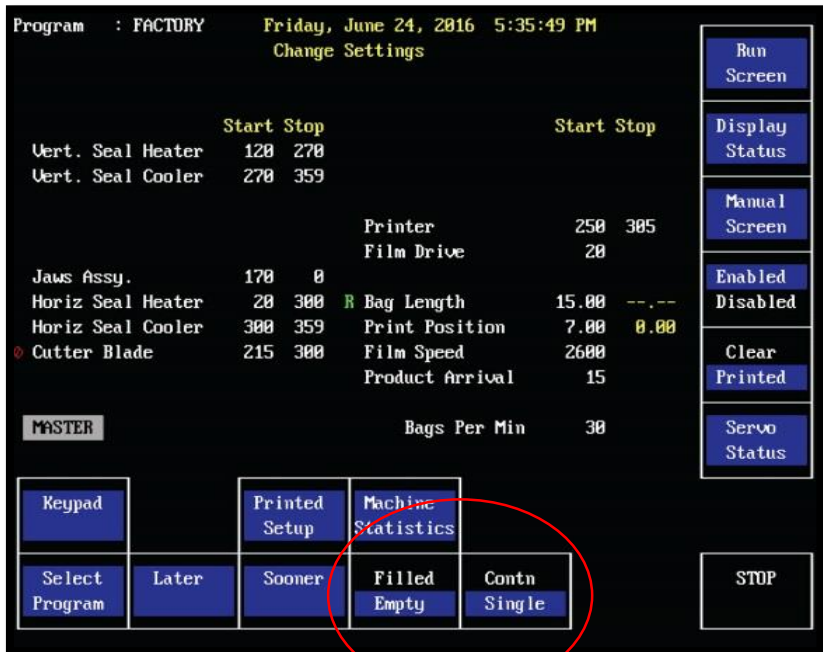 Program : FACTORY Friday, June 24, 2016 5:35:49 PM
Change Settings
Run
Screen
Start Stop Start Stop
Display
Status
Vert. Seal Heater 120 270
Vert. Seal Cooler 270 359
Manual
Screen
Printer 250 305
Film Drive 20
Jaws Assy. 170 0
Enabled
Disabled
Horiz Seal Heater 20 300 R Bag Length 15.00 --.--
Horiz Seal Cooler 300 359 Print Position 7.00 0.00
Ø Cutter Blade 215 300 Film Speed 2600
Clear
Printed
Product Arrival 15
MASTER Bags Per Min 30
Servo
Status
Keypad
Printed
Setup
Machine
Statistics
Select
Program
Later
Sooner
Filled
Empty
Contn
Single
STOP